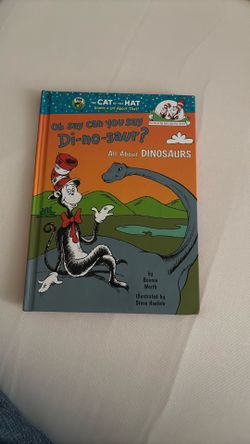 THE CAT IN THE HAT
Knows a Lot About That!
Oh say can you say
Di-no-saur?
All About DINOSAURS
by
Bonnie
Worth
illustrated by
Steve Haefele